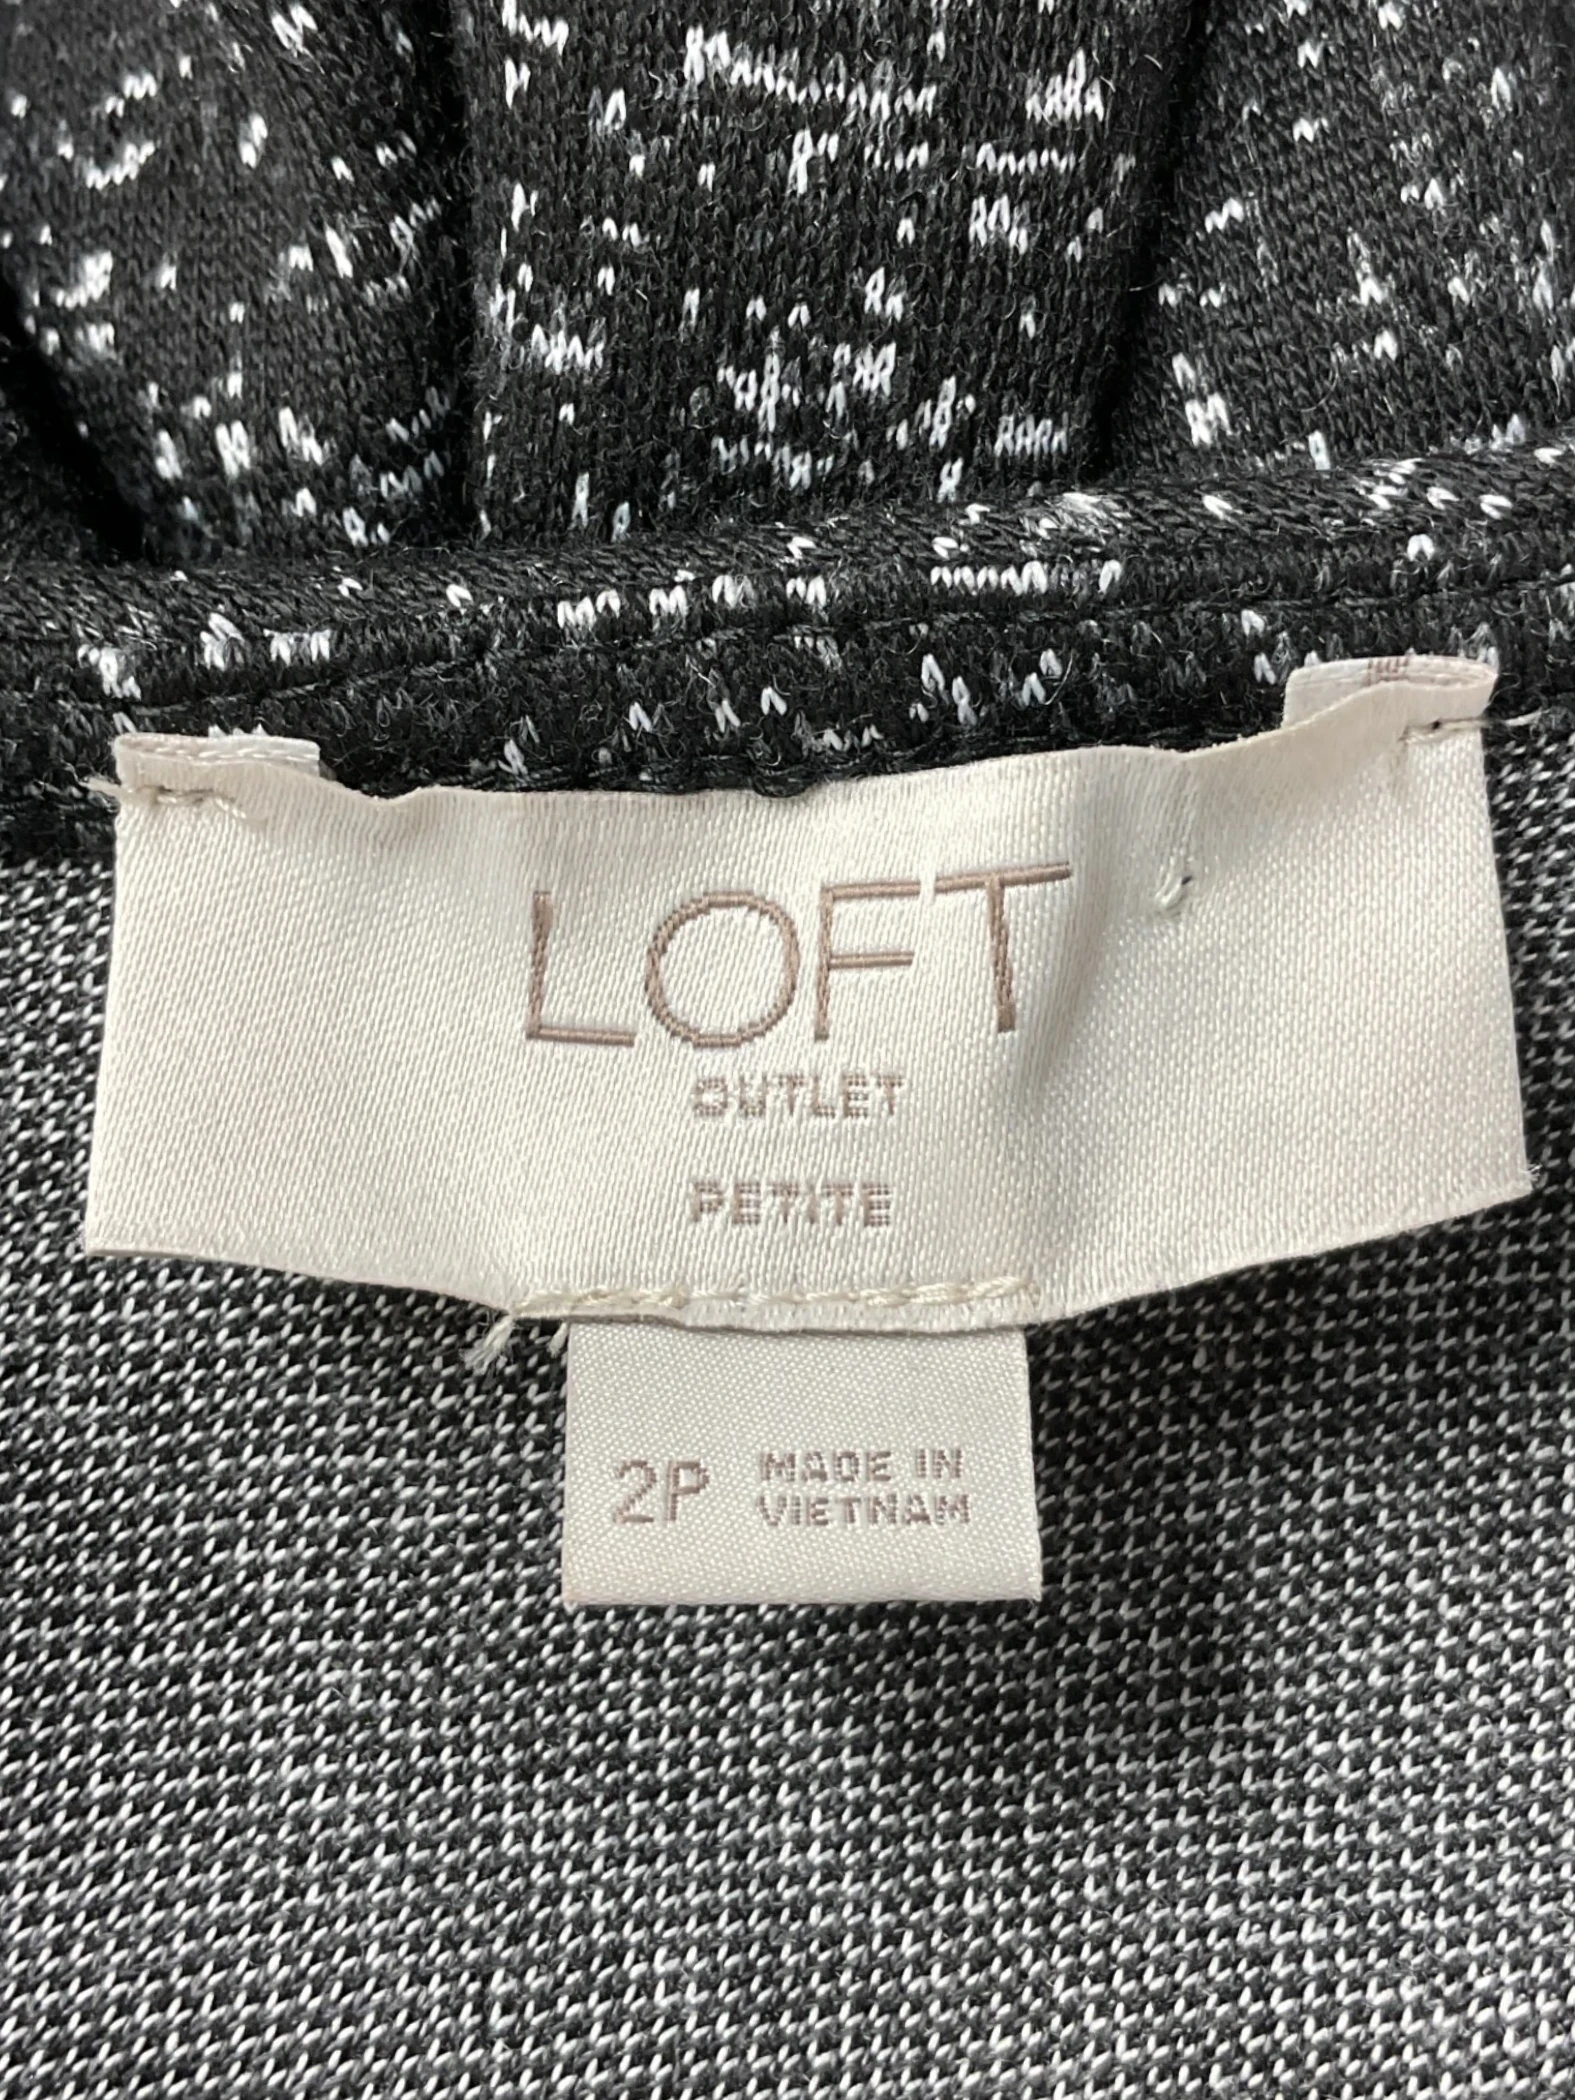 LOFT
OUTLET
PETITE
2P MADE IN
VIETNAM